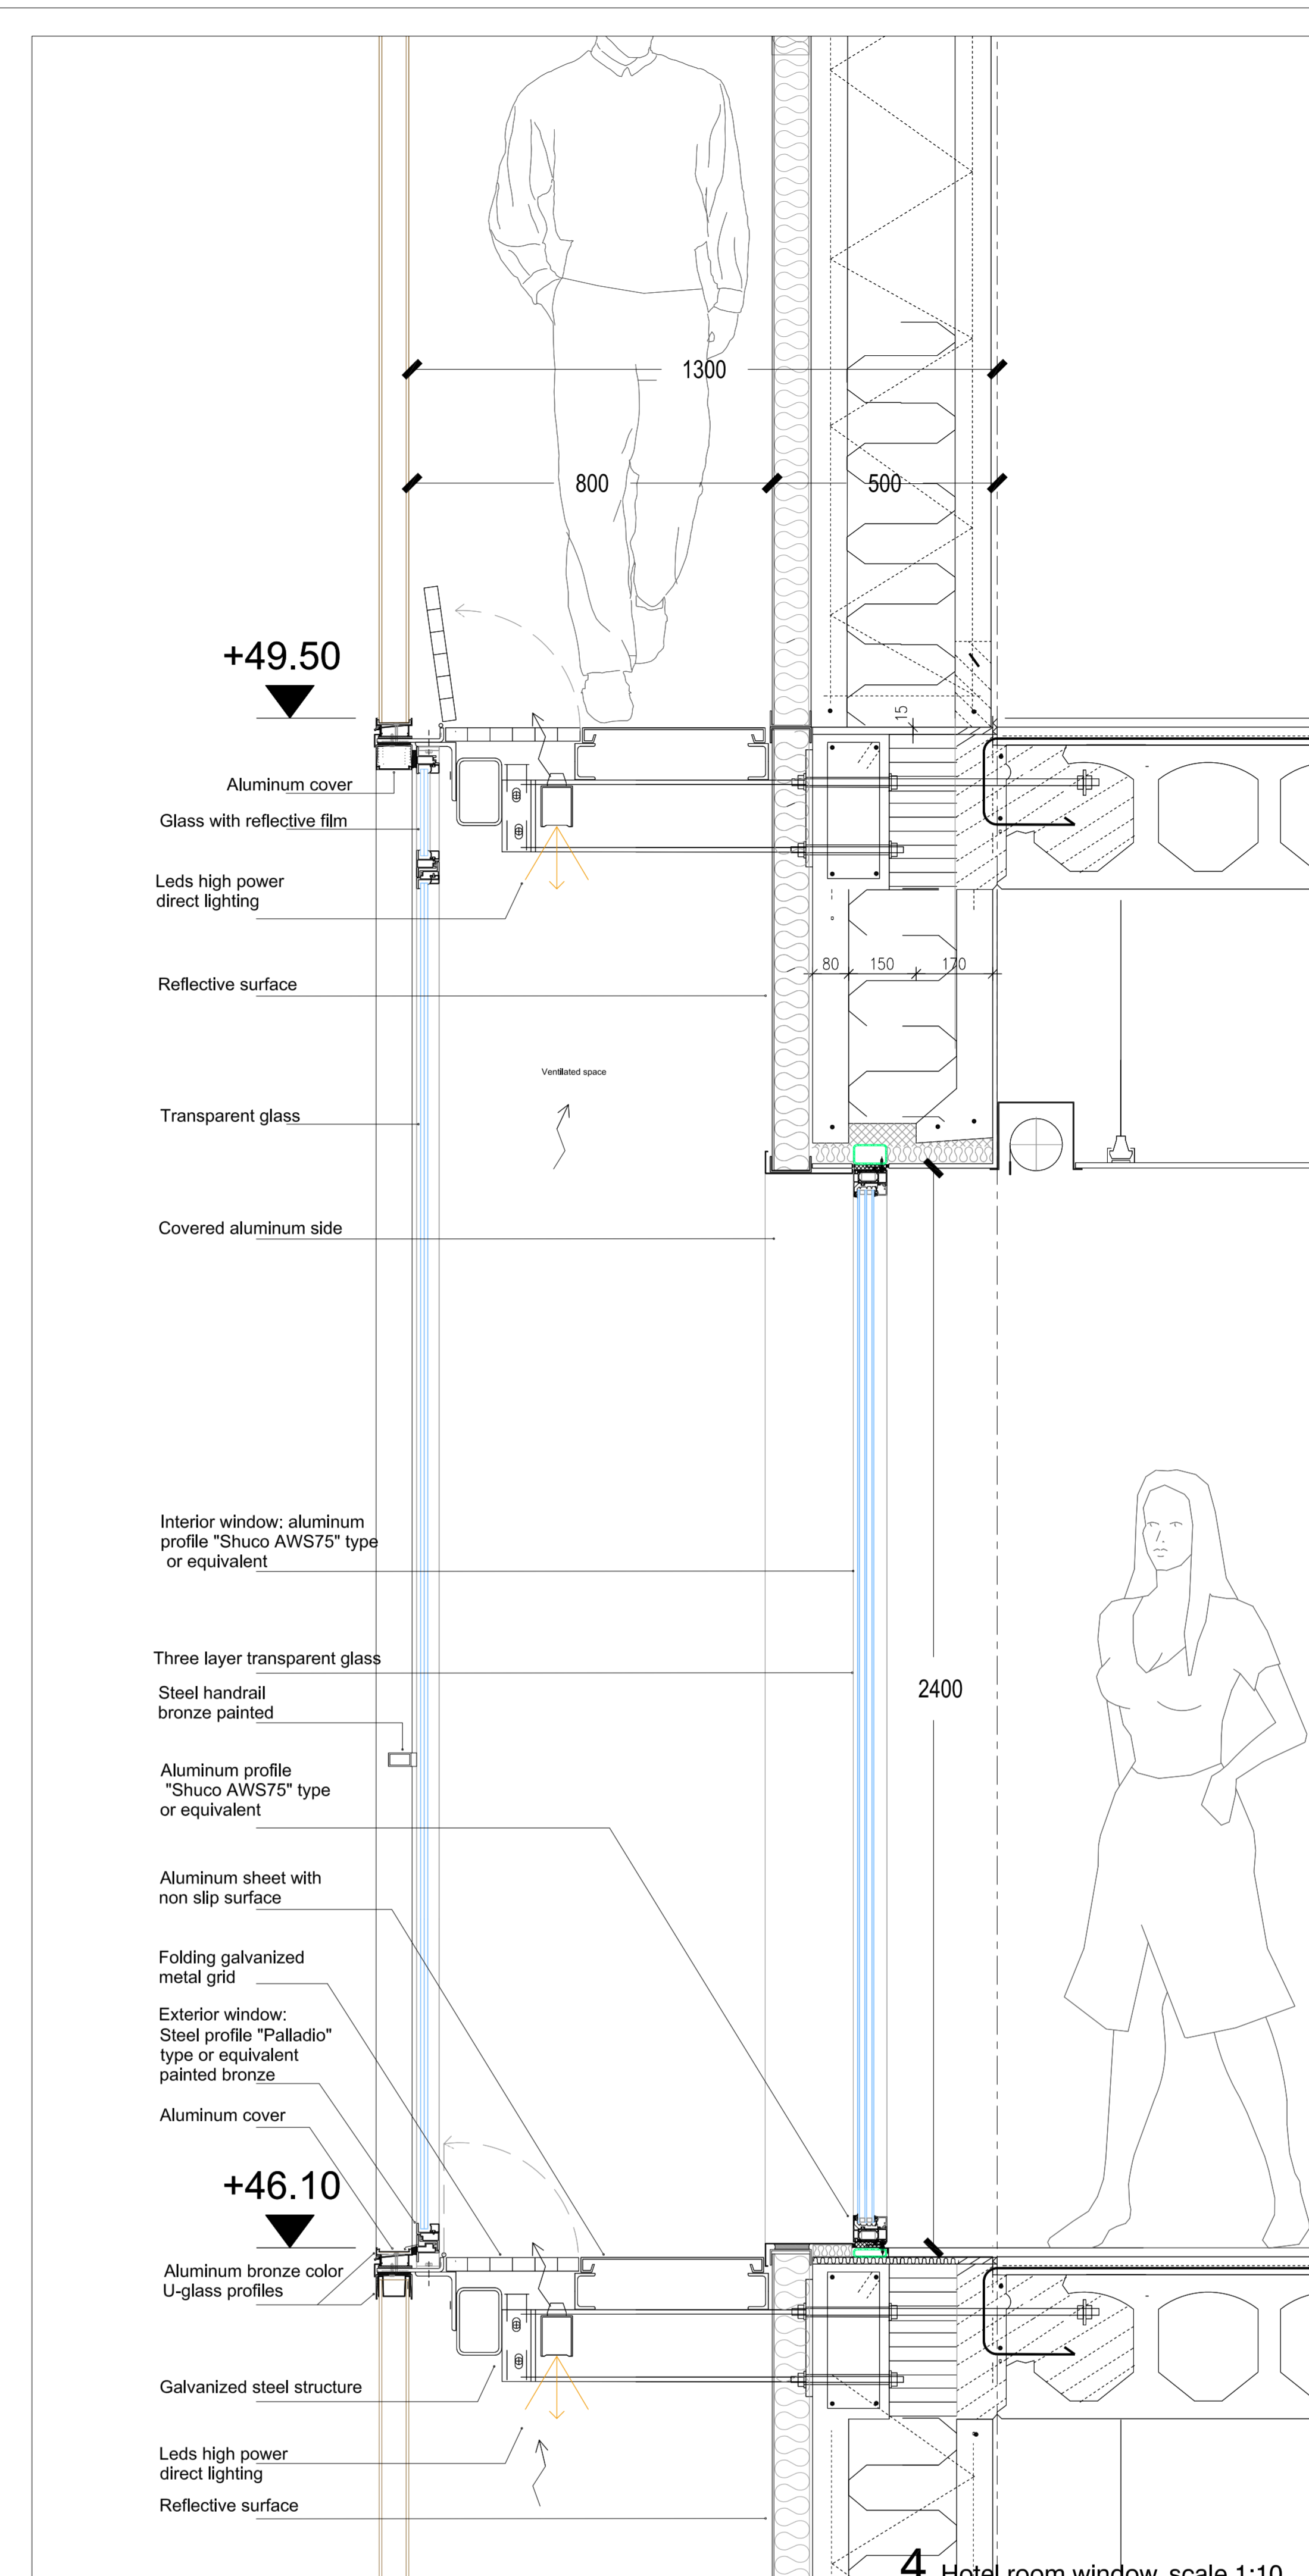 1300
800
500
+49.50
15
Aluminum cover
Glass with reflective film
Leds high power
direct lighting
80
150
170
Reflective surface
Ventilated space
Transparent glass
Covered aluminum side
Interior window: aluminum
profile "Shuco AWS75" type
or equivalent
Three layer transparent glass
2400
Steel handrail
bronze painted
Aluminum profile
"Shuco AWS75" type
or equivalent
Aluminum sheet with
non slip surface
Folding galvanized
metal grid
Exterior window:
Steel profile "Palladio"
type or equivalent
painted bronze
Aluminum cover
+46.10
Aluminum bronze color
U-glass profiles
Galvanized steel structure
Leds high power
direct lighting
Reflective surface
4 Hotel room window, scale 1:10